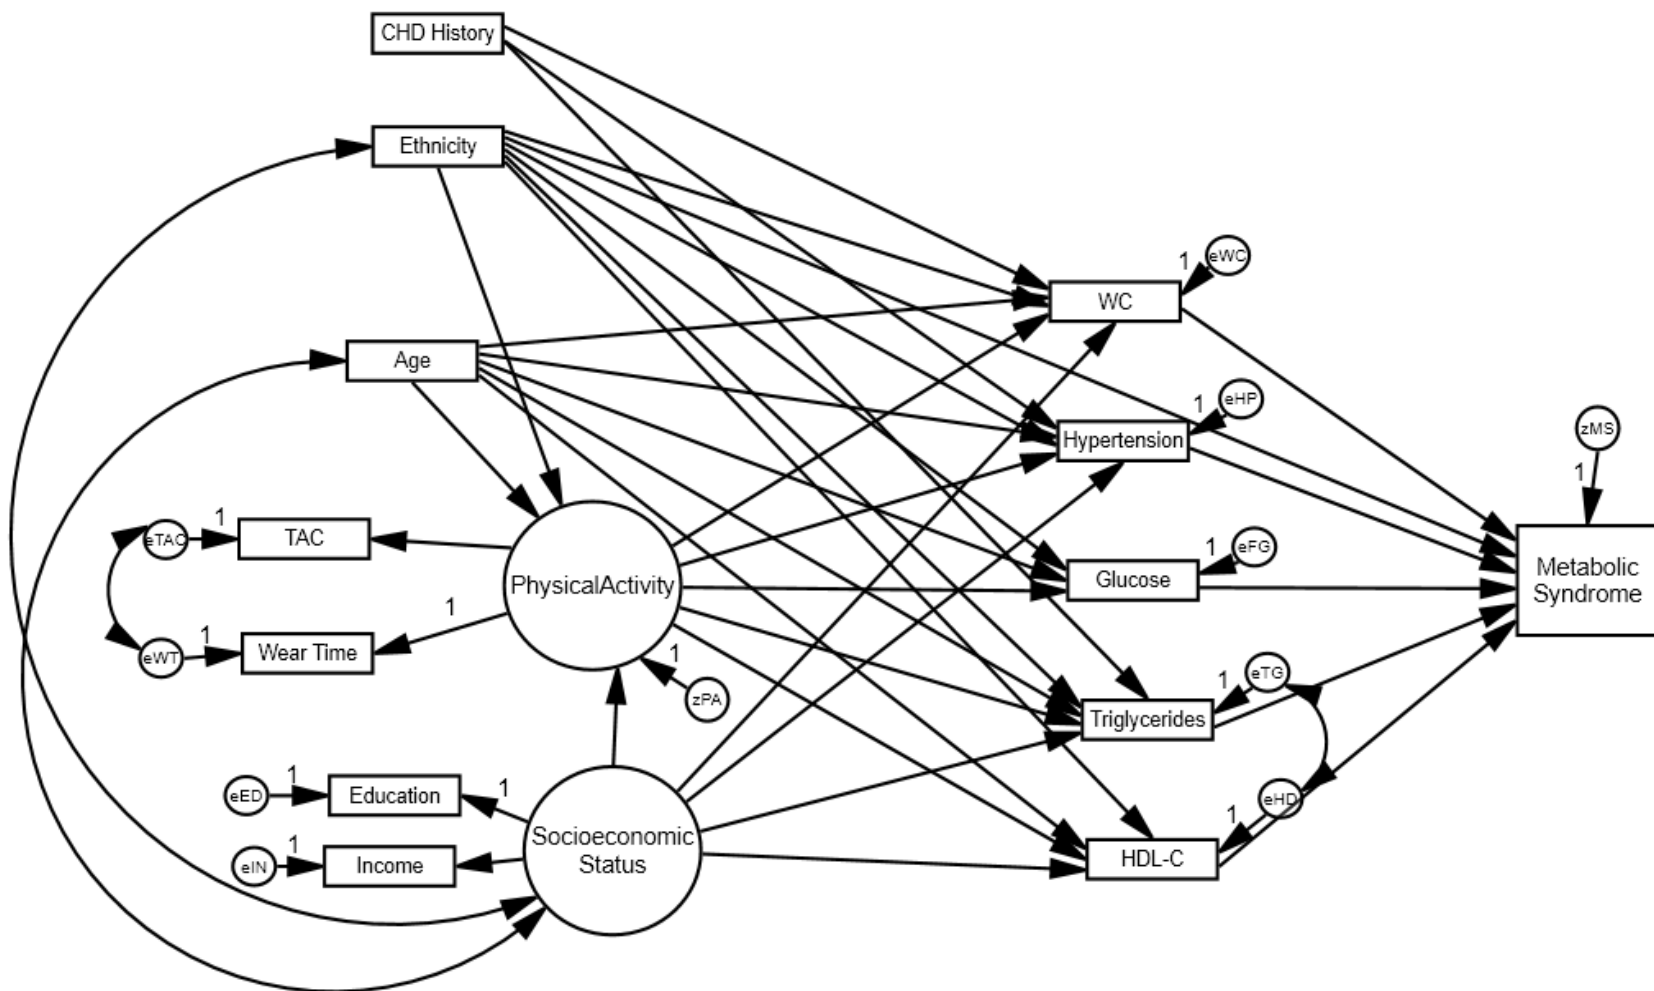 CHD History
Ethnicity
1
eWC
WC
Age
1
eHP
Hypertension
zMS
1
eTAC
1
TAC
PhysicalActivity
1
eFG
Glucose
Metabolic
Syndrome
1
eWT
1
Wear Time
1
zPA
1
eTG
Triglycerides
eED
1
Education
1
Socioeconomic
Status
1
eHD
HDL-C
eIN
1
Income